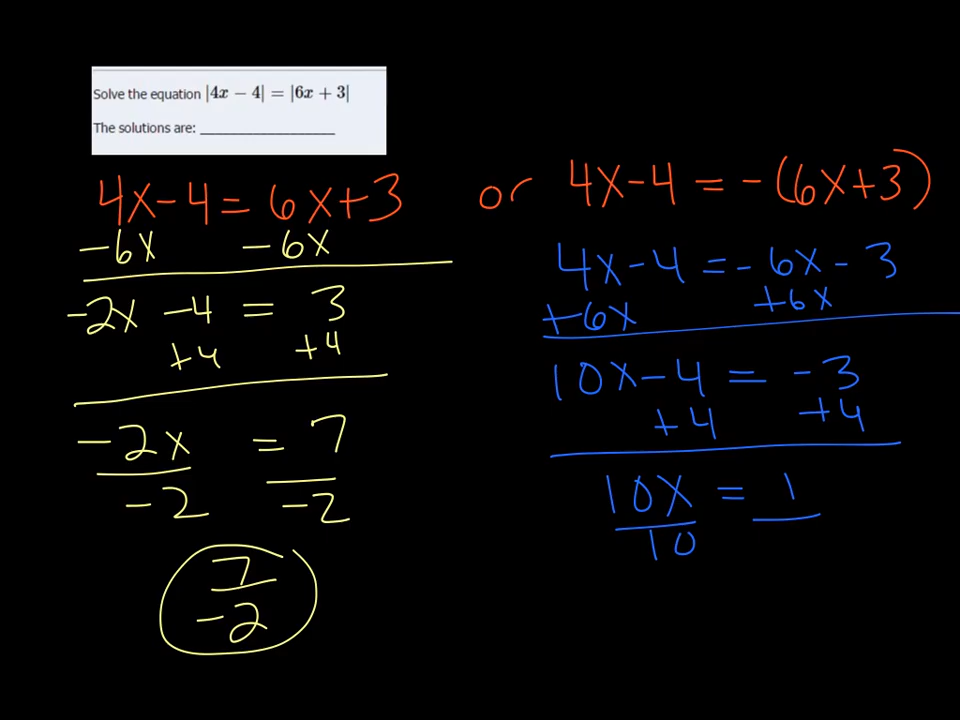 Solve the equation |4x − 4| = |6x + 3|
The solutions are: ____________________
4x-4 = 6x+3 or 4x-4 = -(6x+3)
-6x -6x
-2x -4 = 3
+4 +4
-2x = 7
-2 -2
7
-2
4x-4 = -6x-3
+6x +6x
10x-4 = -3
+4 +4
10x = 1
10